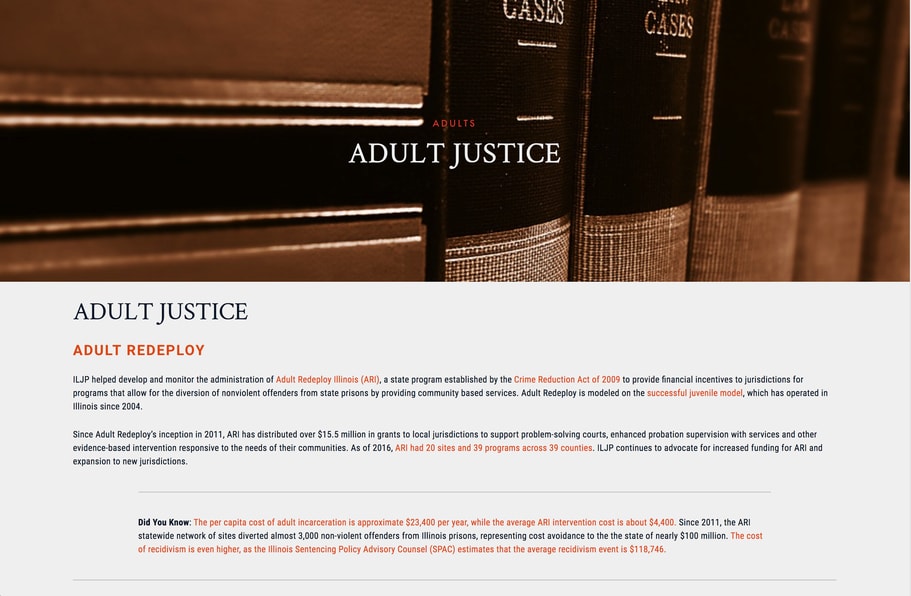 CASES
CASES
ADULTS
ADULT JUSTICE
ADULT JUSTICE
ADULT REDEPLOY
ILJP helped develop and monitor the administration of Adult Redeploy Illinois (ARI), a state program established by the Crime Reduction Act of 2009 to provide financial incentives to jurisdictions for
programs that allow for the diversion of nonviolent offenders from state prisons by providing community based services. Adult Redeploy is modeled on the successful juvenile model, which has operated in
Illinois since 2004.
Since Adult Redeploy's inception in 2011, ARI has distributed over $15.5 million in grants to local jurisdictions to support problem-solving courts, enhanced probation supervision with services and other
evidence-based intervention responsive to the needs of their communities. As of 2016, ARI had 20 sites and 39 programs across 39 counties. ILJP continues to advocate for increased funding for ARI and
expansion to new jurisdictions.
Did You Know: The per capita cost of adult incarceration is approximate $23,400 per year, while the average ARI intervention cost is about $4,400. Since 2011, the ARI
statewide network of sites diverted almost 3,000 non-violent offenders from Illinois prisons, representing cost avoidance to the the state of nearly $100 million. The cost
of recidivism is even higher, as the Illinois Sentencing Policy Advisory Counsel (SPAC) estimates that the average recidivism event is $118,746.